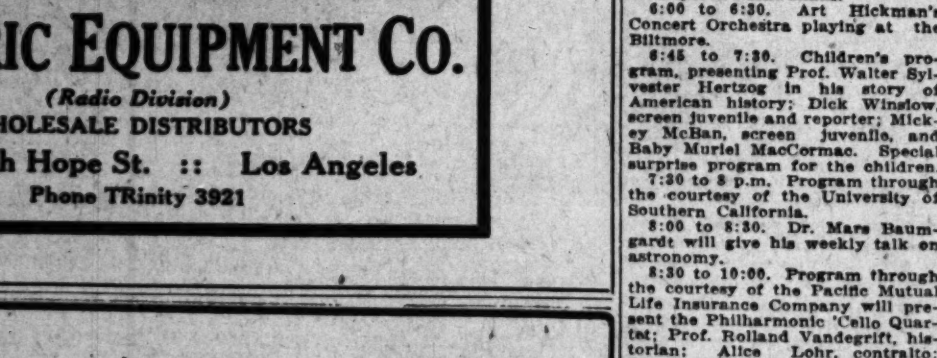 RIC EQUIPMENT CO.
(Radio Division)
HOLESALE DISTRIBUTORS
h Hope St. :: Los Angeles
Phone TRinity 3921
6:00 to 6:30. Art Hickman's
Concert Orchestra playing at the
Biltmore.
6:45 to 7:30. Children's pro-
gram, presenting Prof. Walter Syl-
vester Hertzog in his story of
American history; Dick Winslow,
screen juvenile and reporter; Mick-
ey McBan, screen juvenile, and
Baby Muriel MacCormac. Special
surprise program for the children.
7:30 to 8 p.m. Program through
the courtesy of the University of
Southern California.
8:00 to 8:30. Dr. Mars Baum-
gardt will give his weekly talk on
astronomy.
8:30 to 10:00. Program through
the courtesy of the Pacific Mutual
Life Insurance Company will pre-
sent the Philharmonic 'Cello Quar-
tet; Prof. Rolland Vandegrift, his-
torian; Alice Lohr, contralto;